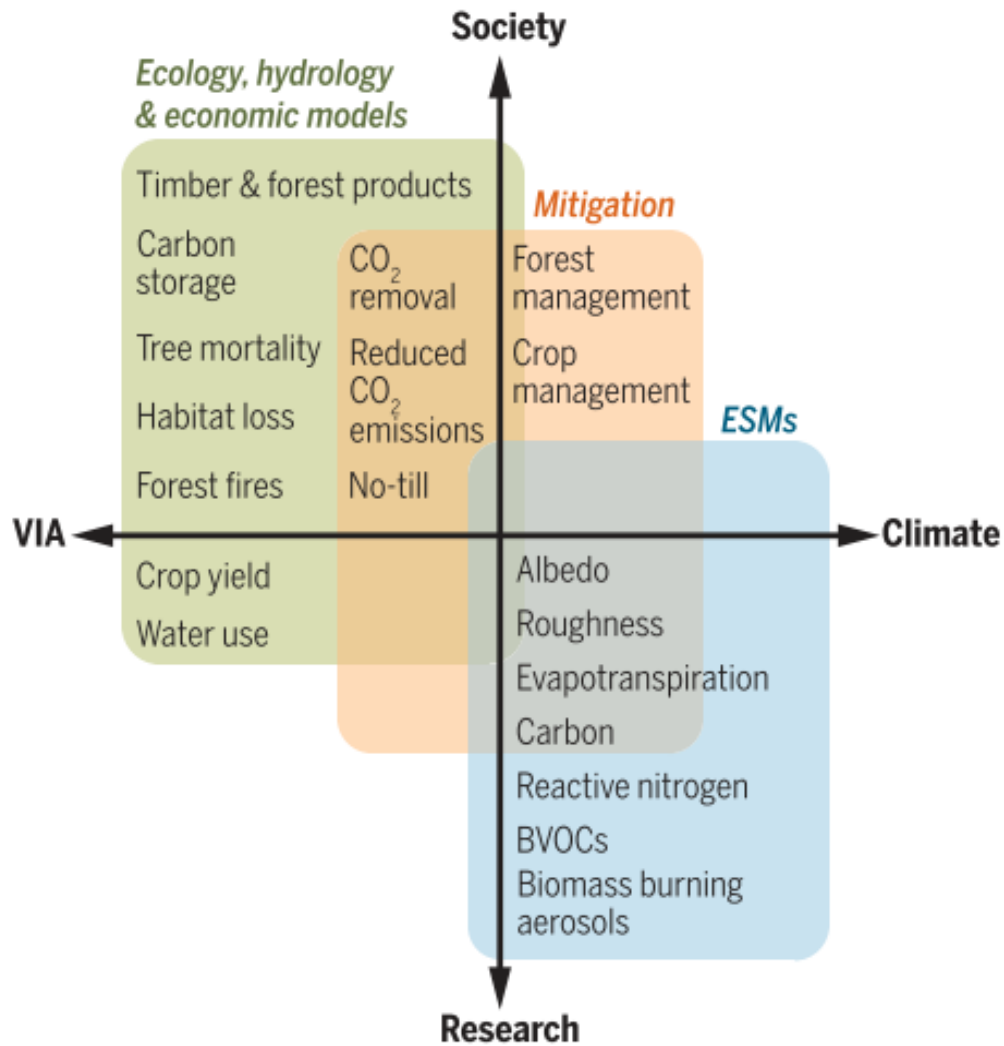 Society
Ecology, hydrology
& economic models
Timber & forest products
Mitigation
Carbon
storage
CO2
removal
Forest
management
Tree mortality
Reduced
CO2
emissions
Crop
management
Habitat loss
ESMs
Forest fires
No-till
VIA
Climate
Crop yield
Water use
Albedo
Roughness
Evapotranspiration
Carbon
Reactive nitrogen
BVOCs
Biomass burning
aerosols
Research